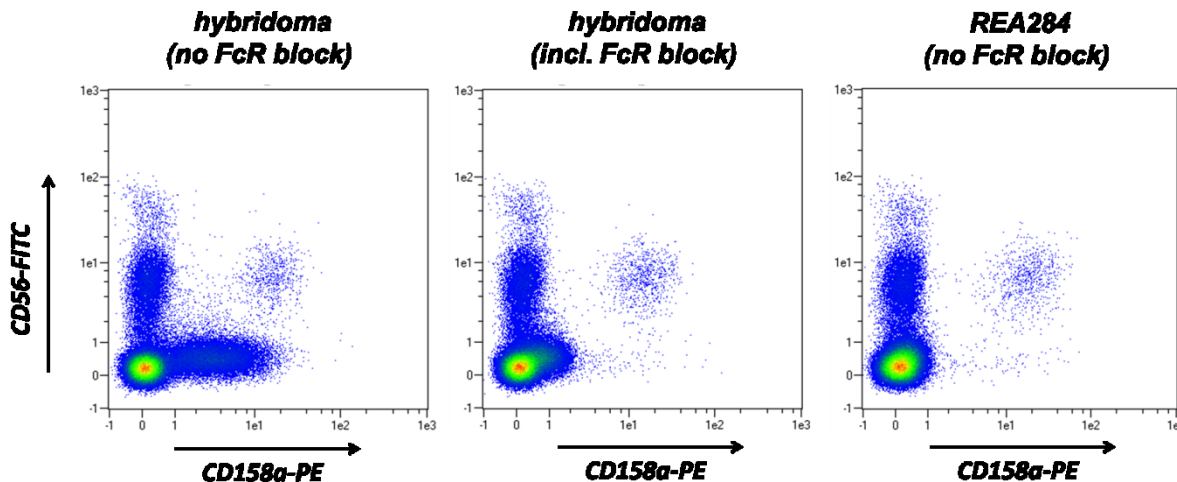 hybridoma
(no FcR block)
hybridoma
(incl. FcR block)
REA284
(no FcR block)
CD56-FITC
1e3
1e2
1e1
1
0
-1
-1 0 1 1e1 1e2 1e3
CD158a-PE
1e3
1e2
1e1
1
0
-1
-1 0 1 1e1 1e2 1e3
CD158a-PE
1e3
1e2
1e1
1
0
-1
-1 0 1 1e1 1e2 1e3
CD158a-PE